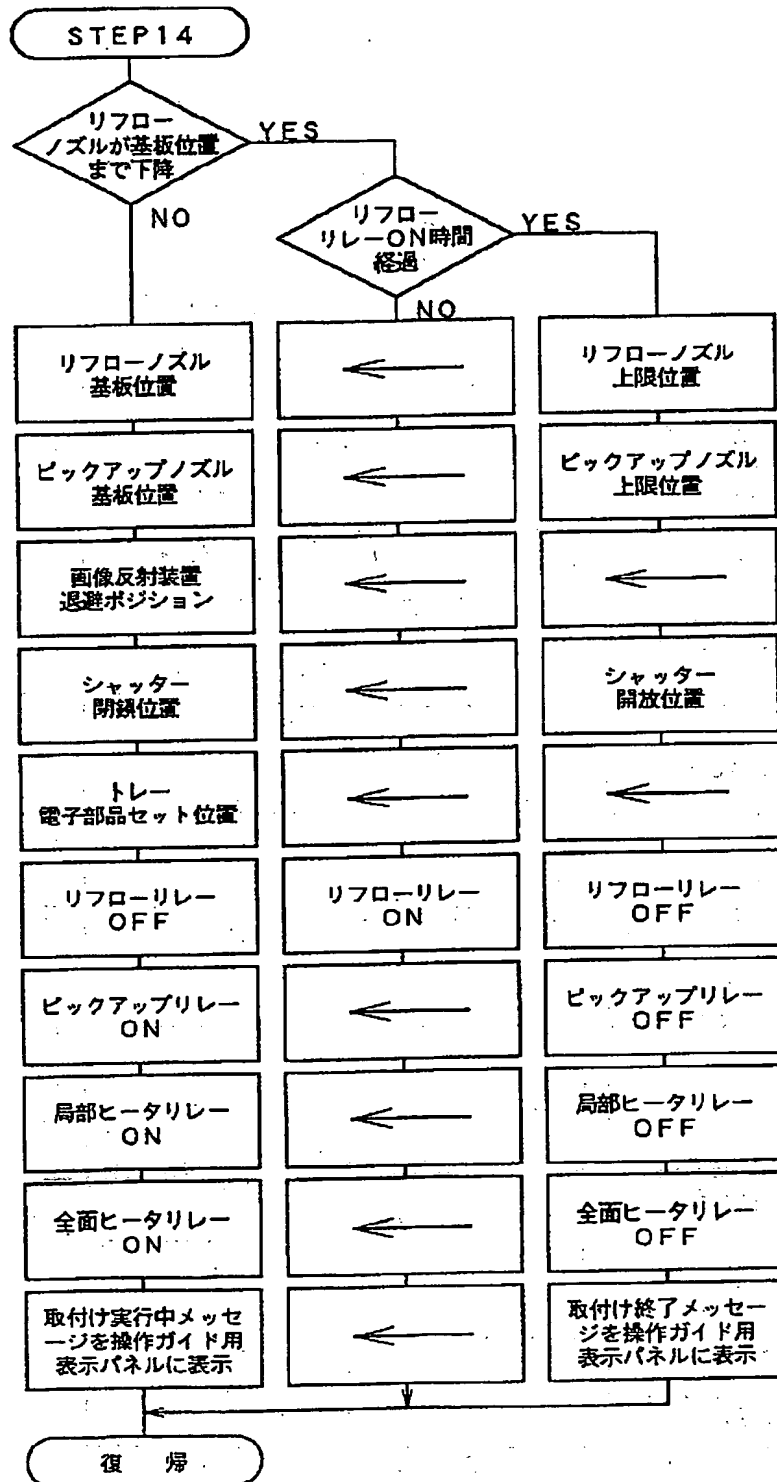 STEP14
リフロー
ノズルが基板位置
まで下降
YES
NO
リフロー
リレーON時間
経過
YES
NO
リフローノズル
基板位置
ピックアップノズル
基板位置
画像反射装置
退避ポジション
シャッター
閉鎖位置
トレー
電子部品セット位置
リフローリレー
OFF
ピックアップリレー
ON
局部ヒータリレー
ON
全面ヒータリレー
ON
取付け実行中メッセ
ージを操作ガイド用
表示パネルに表示
リフローリレー
ON
リフローノズル
上限位置
ピックアップノズル
上限位置
シャッター
開放位置
リフローリレー
OFF
ピックアップリレー
OFF
局部ヒータリレー
OFF
全面ヒータリレー
OFF
取付け終了メッセ
ージを操作ガイド用
表示パネルに表示
復 帰